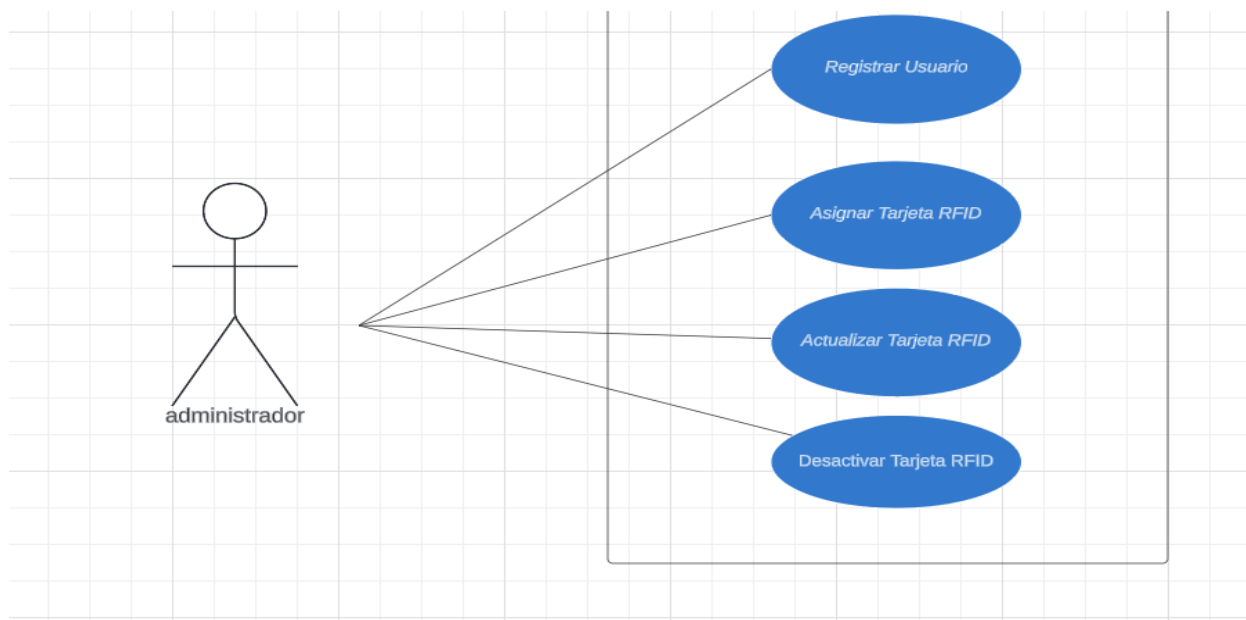 Registrar Usuario
Asignar Tarjeta RFID
Actualizar Tarjeta RFID
administrador
Desactivar Tarjeta RFID